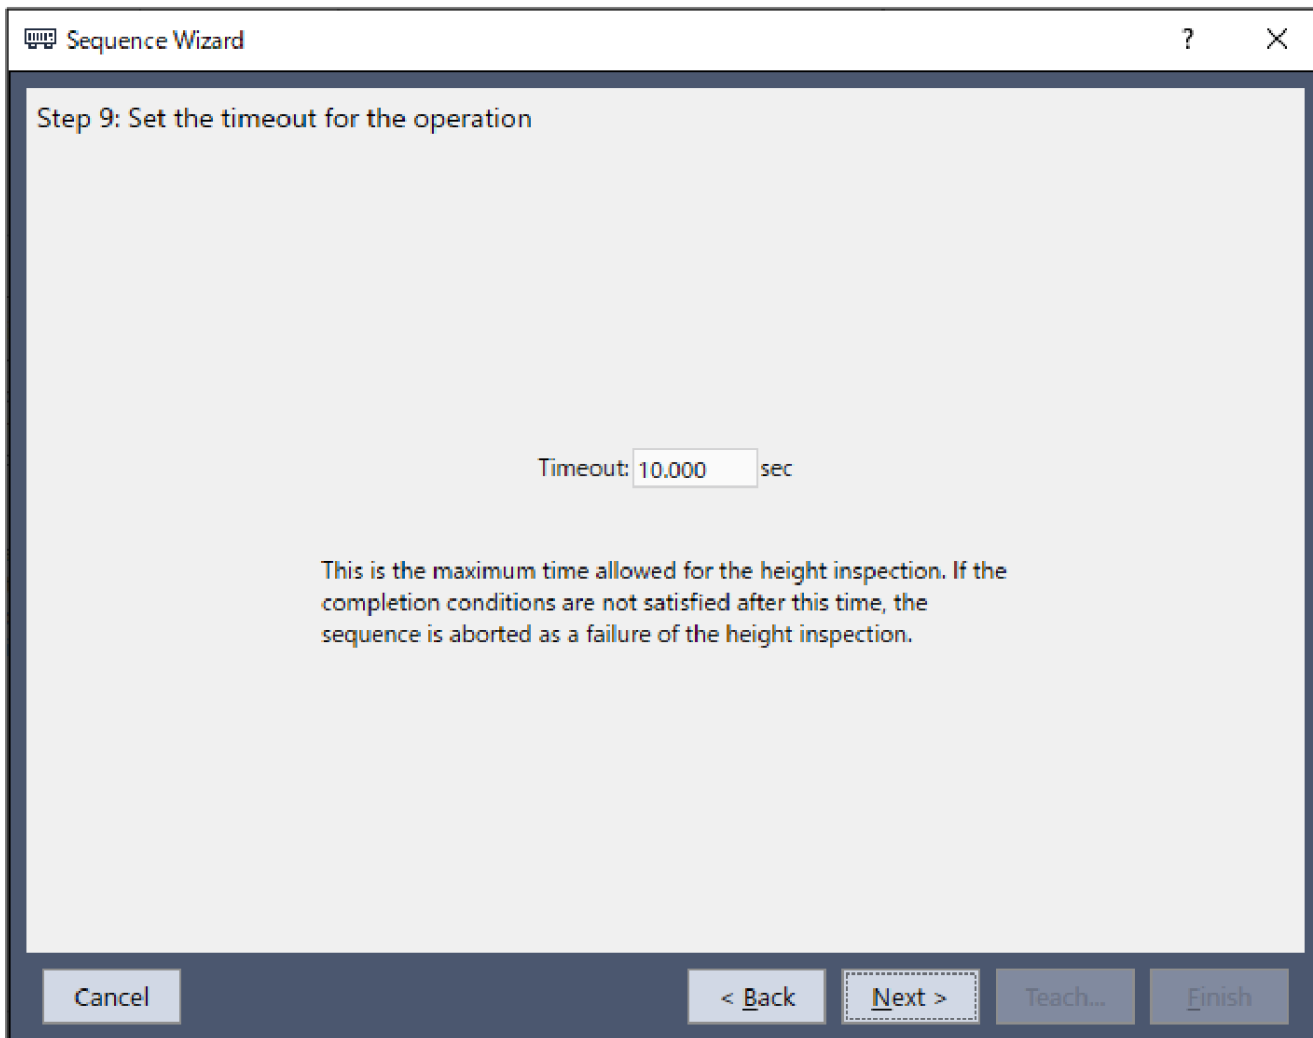 Sequence Wizard
?
Step 9: Set the timeout for the operation
Timeout: 10.000 sec
This is the maximum time allowed for the height inspection. If the
completion conditions are not satisfied after this time, the
sequence is aborted as a failure of the height inspection.
Cancel < Back Next > Teach... Finish